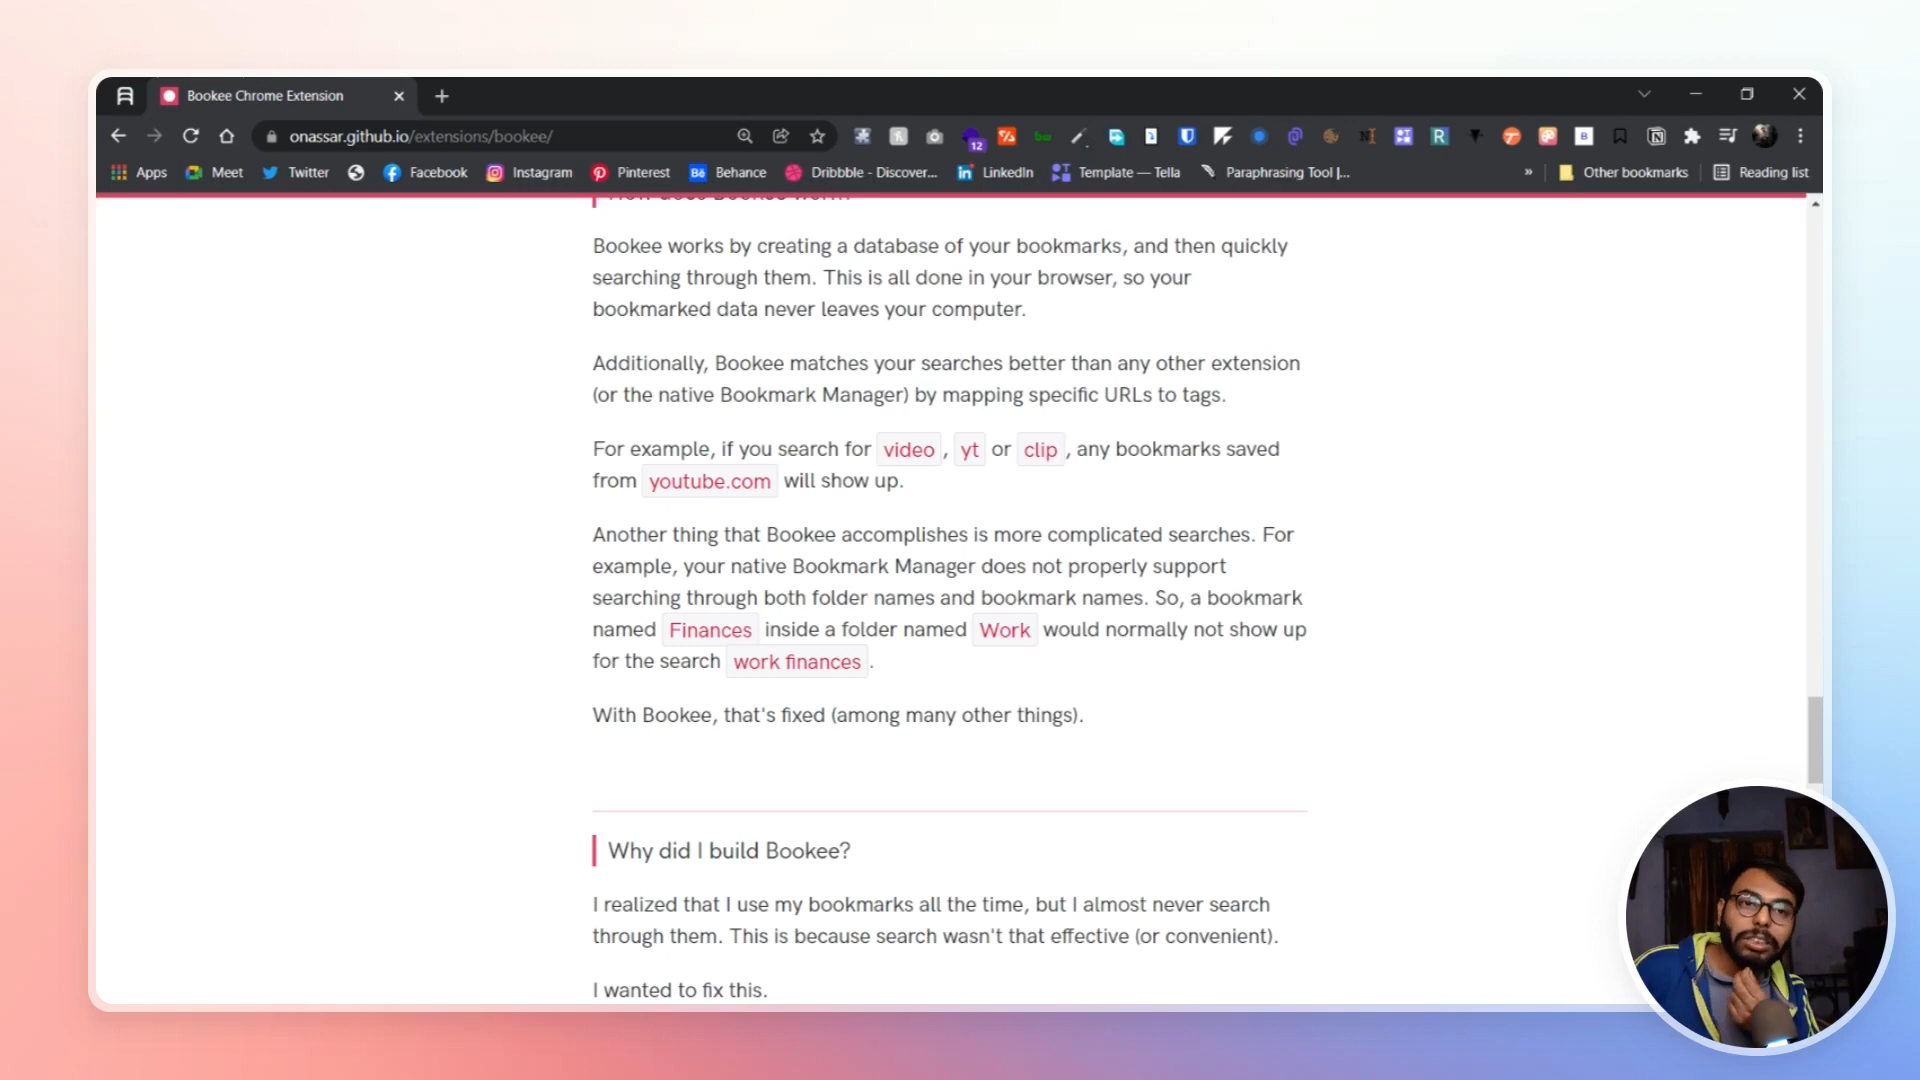 Bookee Chrome Extension
onassar.github.io/extensions/bookee/
12
Apps Meet Twitter Facebook Instagram Pinterest Behance Dribbble - Discover... LinkedIn Template — Tella Paraphrasing Tool |... » Other bookmarks Reading list
How does Bookee work?
Bookee works by creating a database of your bookmarks, and then quickly
searching through them. This is all done in your browser, so your
bookmarked data never leaves your computer.
Additionally, Bookee matches your searches better than any other extension
(or the native Bookmark Manager) by mapping specific URLs to tags.
For example, if you search for video , yt or clip , any bookmarks saved
from youtube.com will show up.
Another thing that Bookee accomplishes is more complicated searches. For
example, your native Bookmark Manager does not properly support
searching through both folder names and bookmark names. So, a bookmark
named Finances inside a folder named Work would normally not show up
for the search work finances .
With Bookee, that's fixed (among many other things).
Why did I build Bookee?
I realized that I use my bookmarks all the time, but I almost never search
through them. This is because search wasn't that effective (or convenient).
I wanted to fix this.